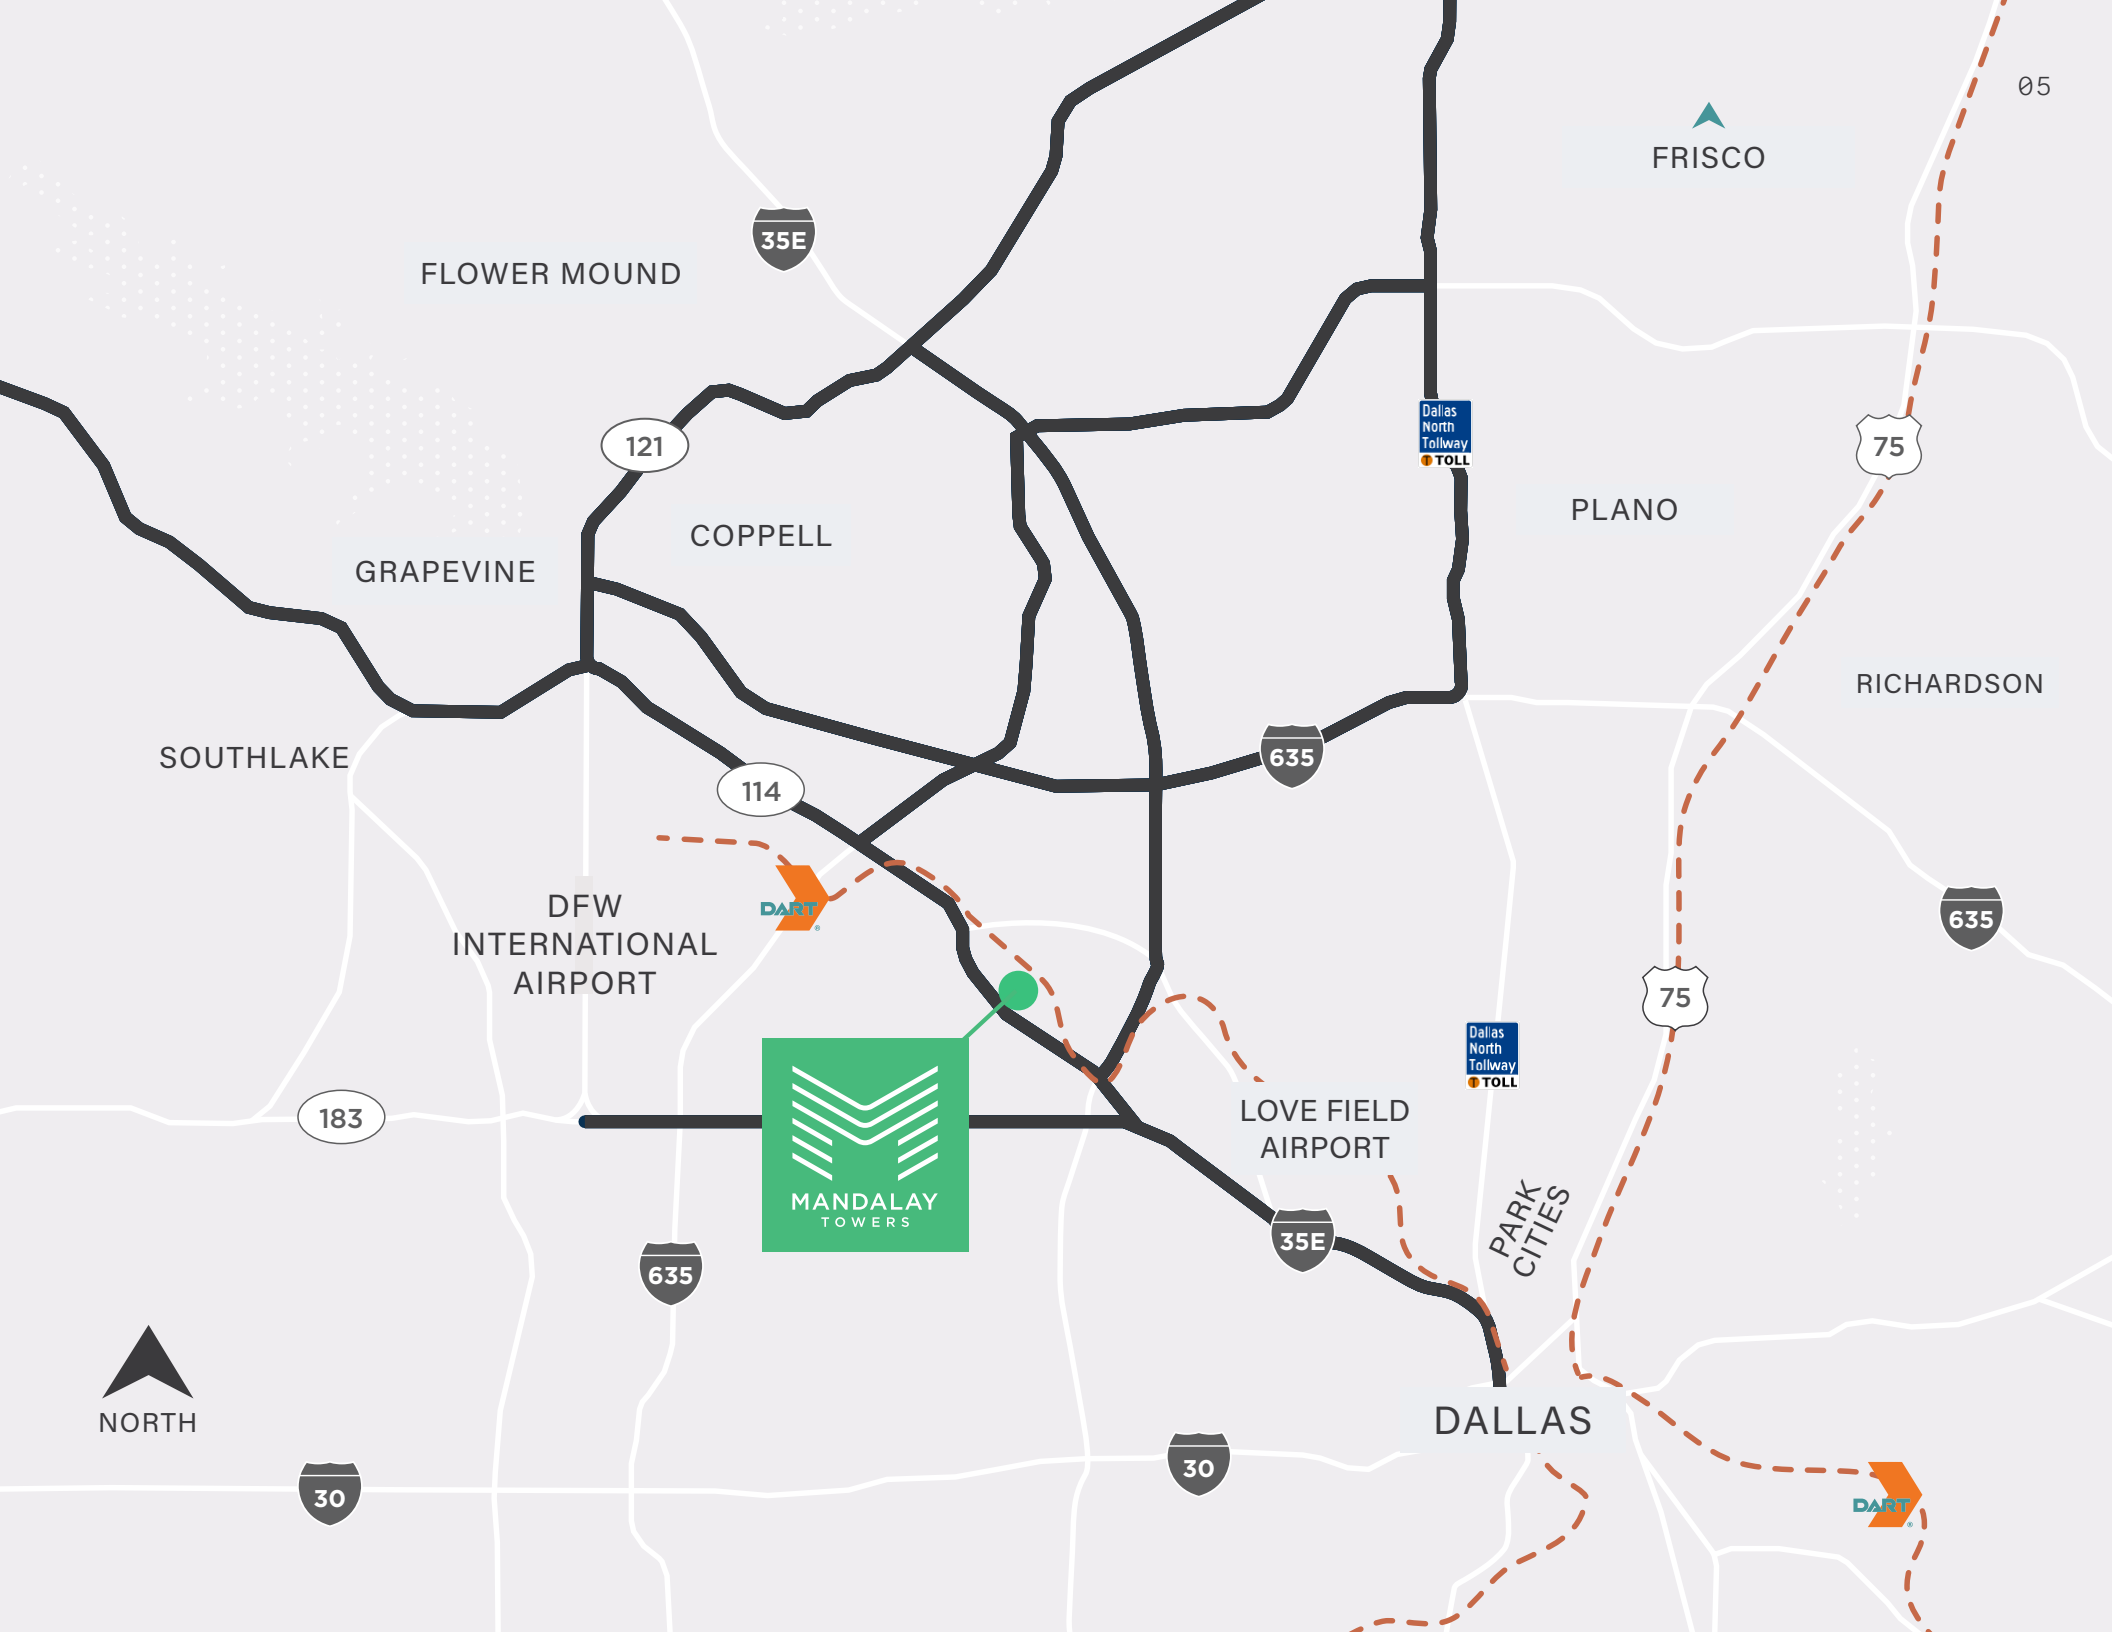 05
FRISCO
35E
FLOWER MOUND
121
Dallas
North
Tollway
TOLL
75
PLANO
COPPELL
GRAPEVINE
RICHARDSON
SOUTHLAKE
635
114
DART
DFW
INTERNATIONAL
AIRPORT
635
75
Dallas
North
Tollway
TOLL
183
LOVE FIELD
AIRPORT
MANDALAY
TOWERS
PARK
CITIES
35E
635
NORTH
DALLAS
30
30
DART